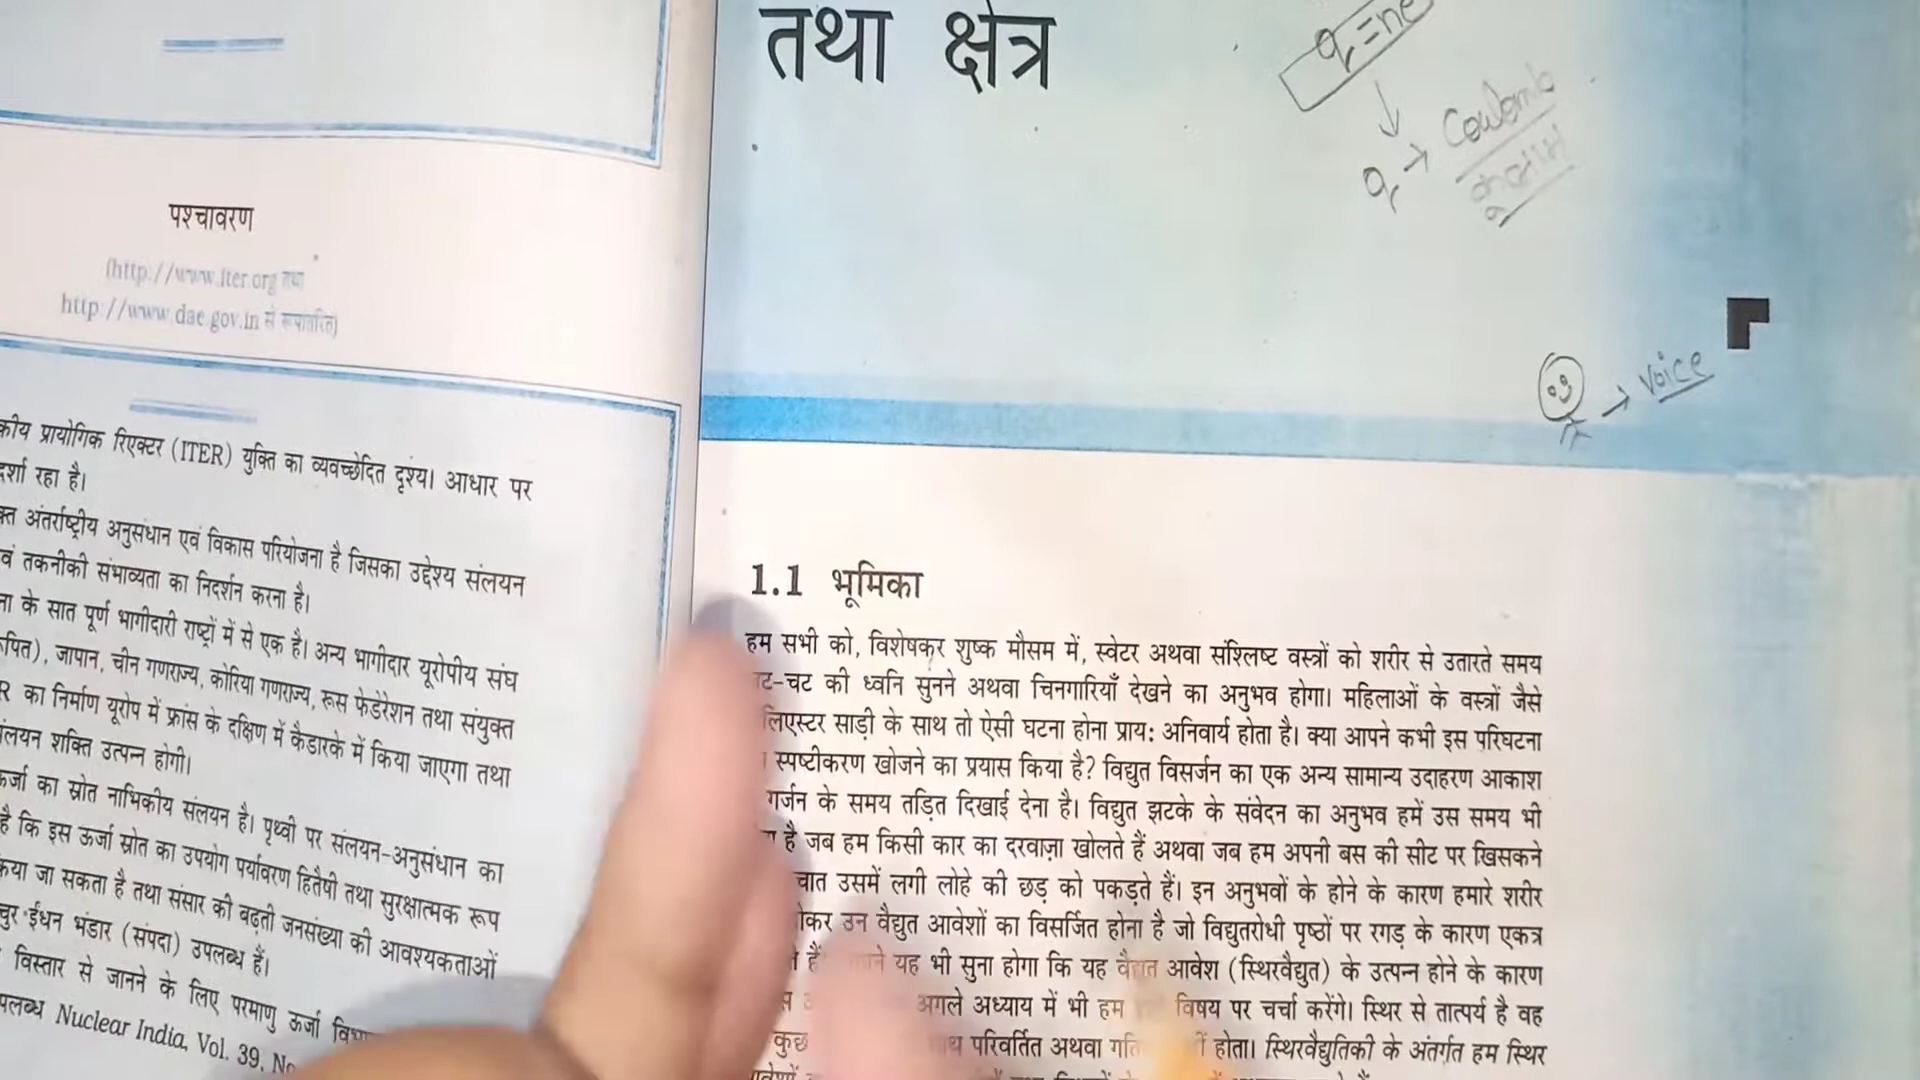 पश्चावरण
(http://www.iter.org तथा
http://www.dae.gov.in से रूपांतरित)
प्रायोगिक रिएक्टर (ITER) युक्ति का व्यवच्छेदित दृश्य। आधार पर
दर्शा रहा है।
अंतर्राष्ट्रीय अनुसंधान एवं विकास परियोजना है जिसका उद्देश्य संलयन
तकनीकी संभाव्यता का निदर्शन करना है।
के सात पूर्ण भागीदारी राष्ट्रों में से एक है। अन्य भागीदार यूरोपीय संघ
जापान, चीन गणराज्य, कोरिया गणराज्य, रूस फेडेरेशन तथा संयुक्त
का निर्माण यूरोप में फ्रांस के दक्षिण में कैडारके में किया जाएगा तथा
शक्ति उत्पन्न होगी।
का स्रोत नाभिकीय संलयन है। पृथ्वी पर संलयन-अनुसंधान का
है कि इस ऊर्जा स्रोत का उपयोग पर्यावरण हितैषी तथा सुरक्षात्मक रूप
जा सकता है तथा संसार की बढ़ती जनसंख्या की आवश्यकताओं
ईंधन भंडार (संपदा) उपलब्ध हैं।
विस्तार से जानने के लिए परमाणु ऊर्जा
Nuclear India, Vol. 39,
तथा क्षेत्र
q=ne
q → Coulomb
कूलाम
→ Voice
1.1 भूमिका
हम सभी को, विशेषकर शुष्क मौसम में, स्वेटर अथवा संश्लिष्ट वस्त्रों को शरीर से उतारते समय
चट की ध्वनि सुनने अथवा चिनगारियाँ देखने का अनुभव होगा। महिलाओं के वस्त्रों जैसे
साड़ी के साथ तो ऐसी घटना होना प्राय: अनिवार्य होता है। क्या आपने कभी इस परिघटना
स्पष्टीकरण खोजने का प्रयास किया है? विद्युत विसर्जन का एक अन्य सामान्य उदाहरण आकाश
गर्जन के समय तड़ित दिखाई देना है। विद्युत झटके के संवेदन का अनुभव हमें उस समय भी
है जब हम किसी कार का दरवाज़ा खोलते हैं अथवा जब हम अपनी बस की सीट पर खिसकने
उसमें लगी लोहे की छड़ को पकड़ते हैं। इन अनुभवों के होने के कारण हमारे शरीर
उन वैद्युत आवेशों का विसर्जित होना है जो विद्युतरोधी पृष्ठों पर रगड़ के कारण एकत्र
यह भी सुना होगा कि यह वैद्युत आवेश (स्थिरवैद्युत) के उत्पन्न होने के कारण
अगले अध्याय में भी हम विषय पर चर्चा करेंगे। स्थिर से तात्पर्य है वह
कुछ परिवर्तित अथवा होता। स्थिरवैद्युतिकी के अंतर्गत हम स्थिर